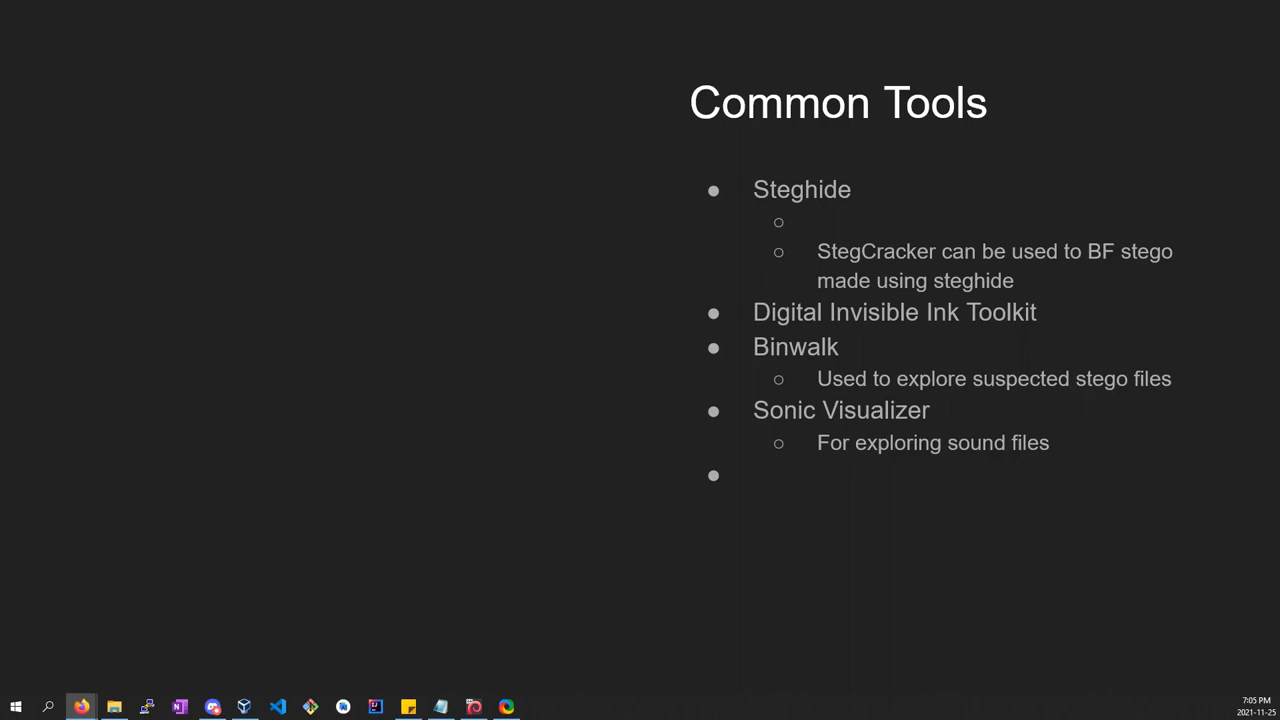 Common Tools
● Steghide
○
○ StegCracker can be used to BF stego
made using steghide
● Digital Invisible Ink Toolkit
● Binwalk
○ Used to explore suspected stego files
● Sonic Visualizer
○ For exploring sound files
●
7:05 PM
2021-11-25